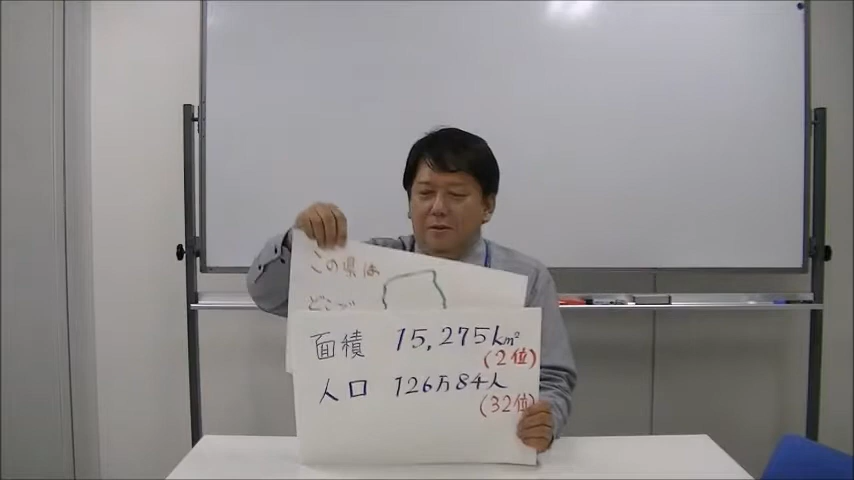 この県は
どこ
面積 15,275km²
(2位)
人口 126万84人
(32位)